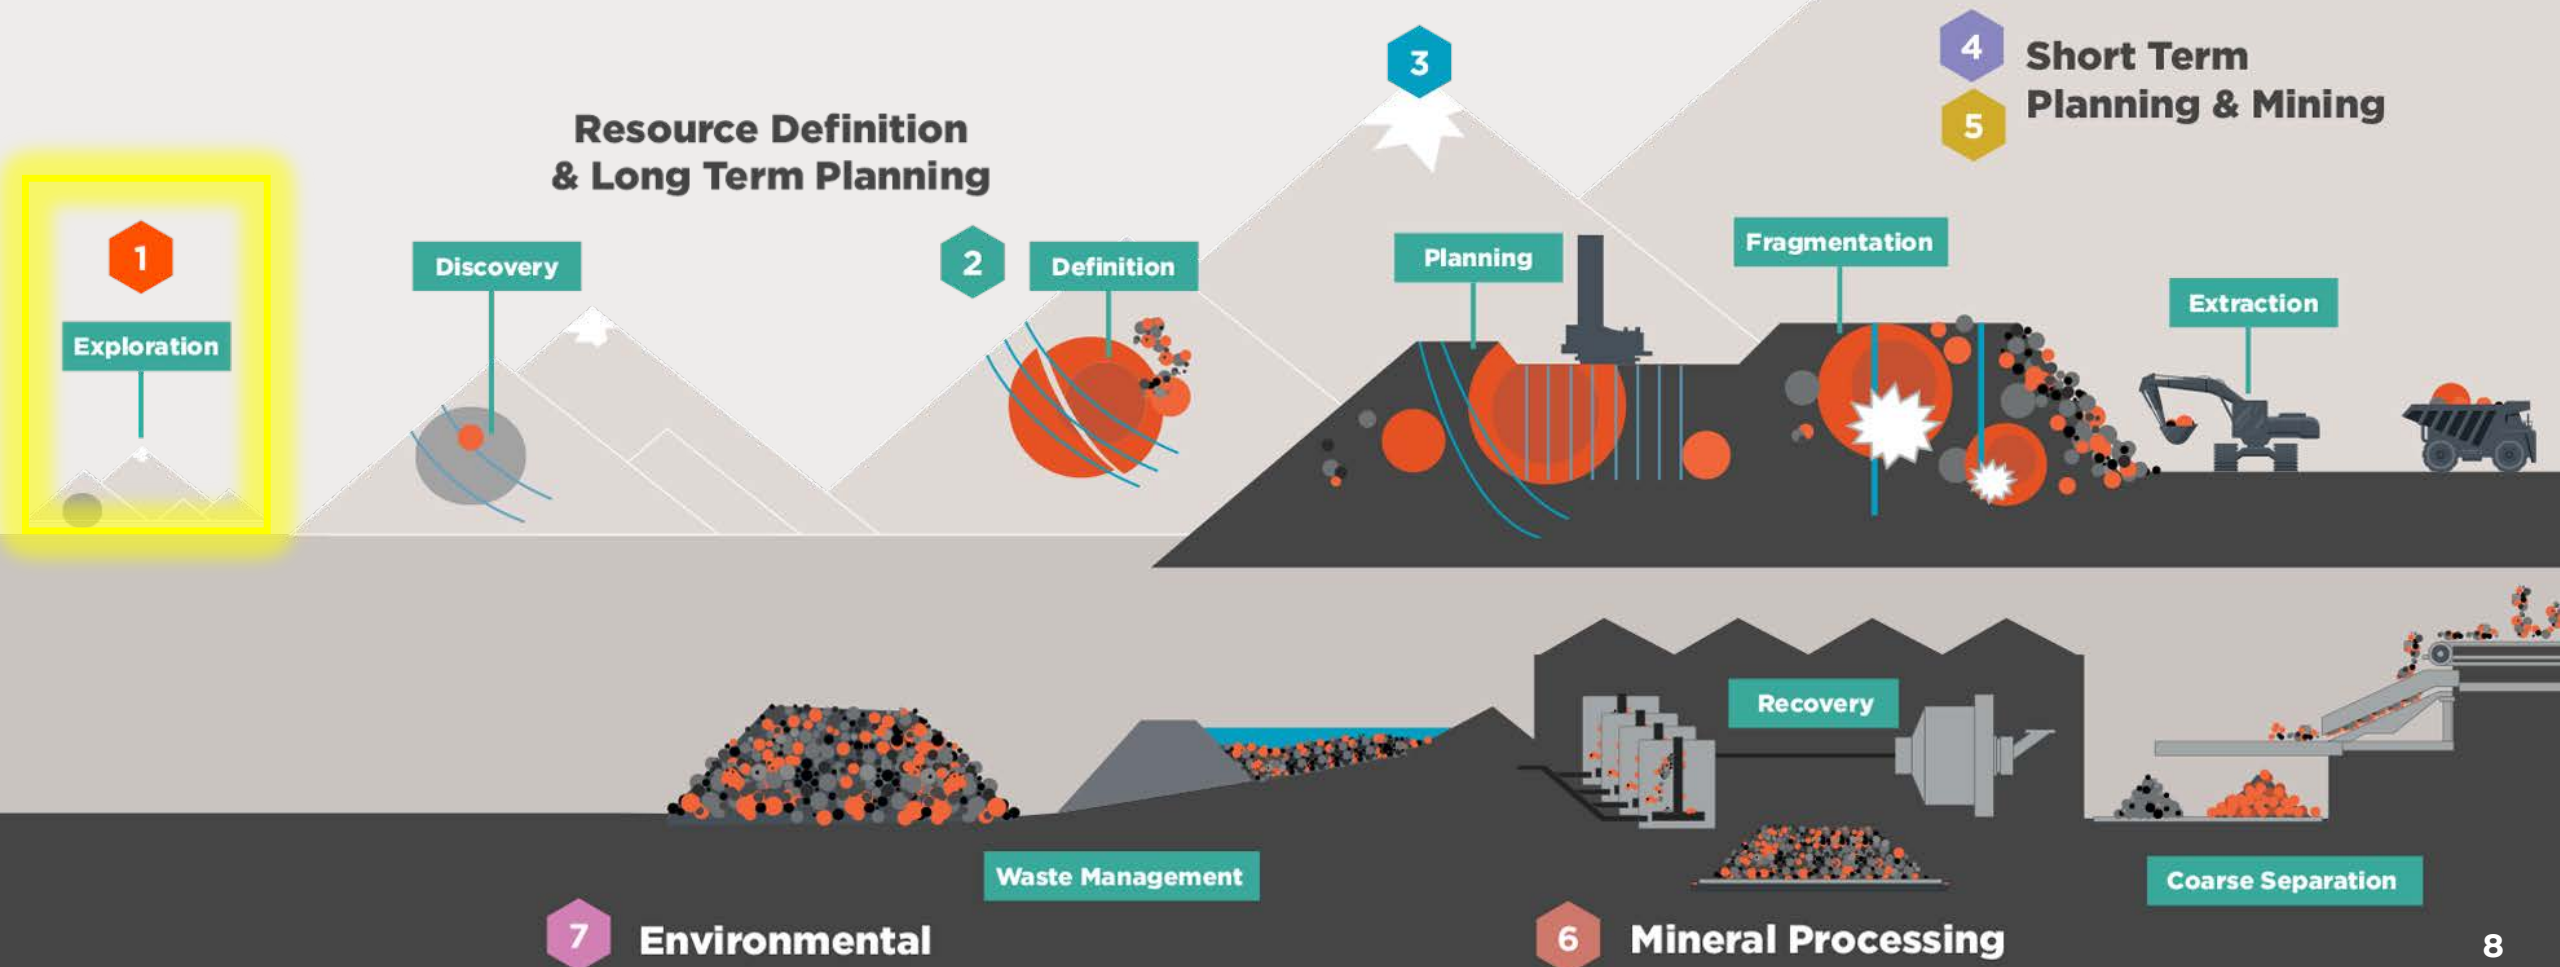 1
Exploration
Resource Definition
& Long Term Planning
Discovery
2
Definition
3
Planning
4
5
Short Term
Planning & Mining
Fragmentation
Extraction
Recovery
Waste Management
Coarse Separation
7
Environmental
6
Mineral Processing
8